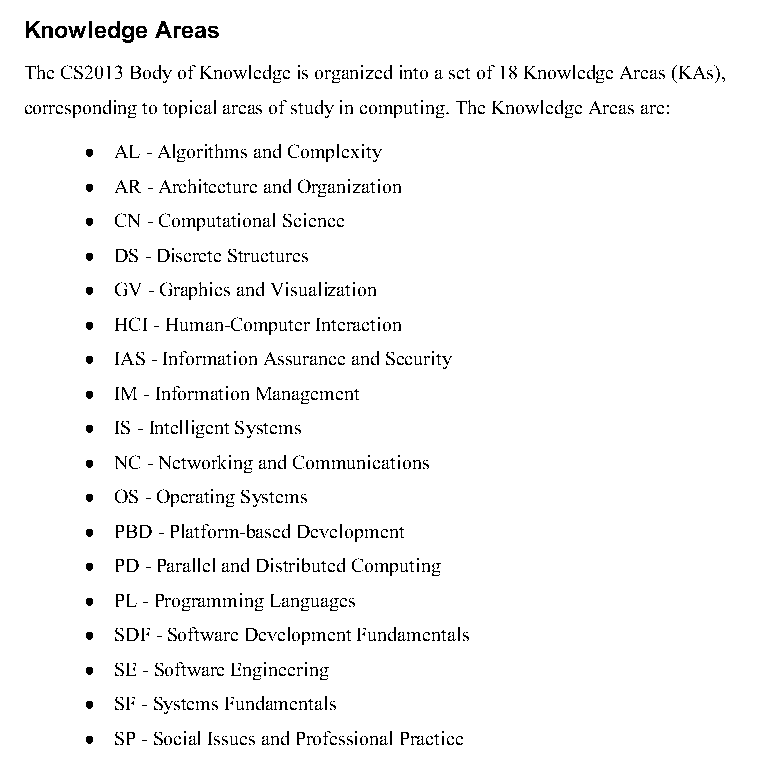 Knowledge Areas
The CS2013 Body of Knowledge is organized into a set of 18 Knowledge Areas (KAs),
corresponding to topical areas of study in computing. The Knowledge Areas are:
● AL - Algorithms and Complexity
● AR - Architecture and Organization
● CN - Computational Science
● DS - Discrete Structures
● GV - Graphics and Visualization
● HCI - Human-Computer Interaction
● IAS - Information Assurance and Security
● IM - Information Management
● IS - Intelligent Systems
● NC - Networking and Communications
● OS - Operating Systems
● PBD - Platform-based Development
● PD - Parallel and Distributed Computing
● PL - Programming Languages
● SDF - Software Development Fundamentals
● SE - Software Engineering
● SF - Systems Fundamentals
● SP - Social Issues and Professional Practice